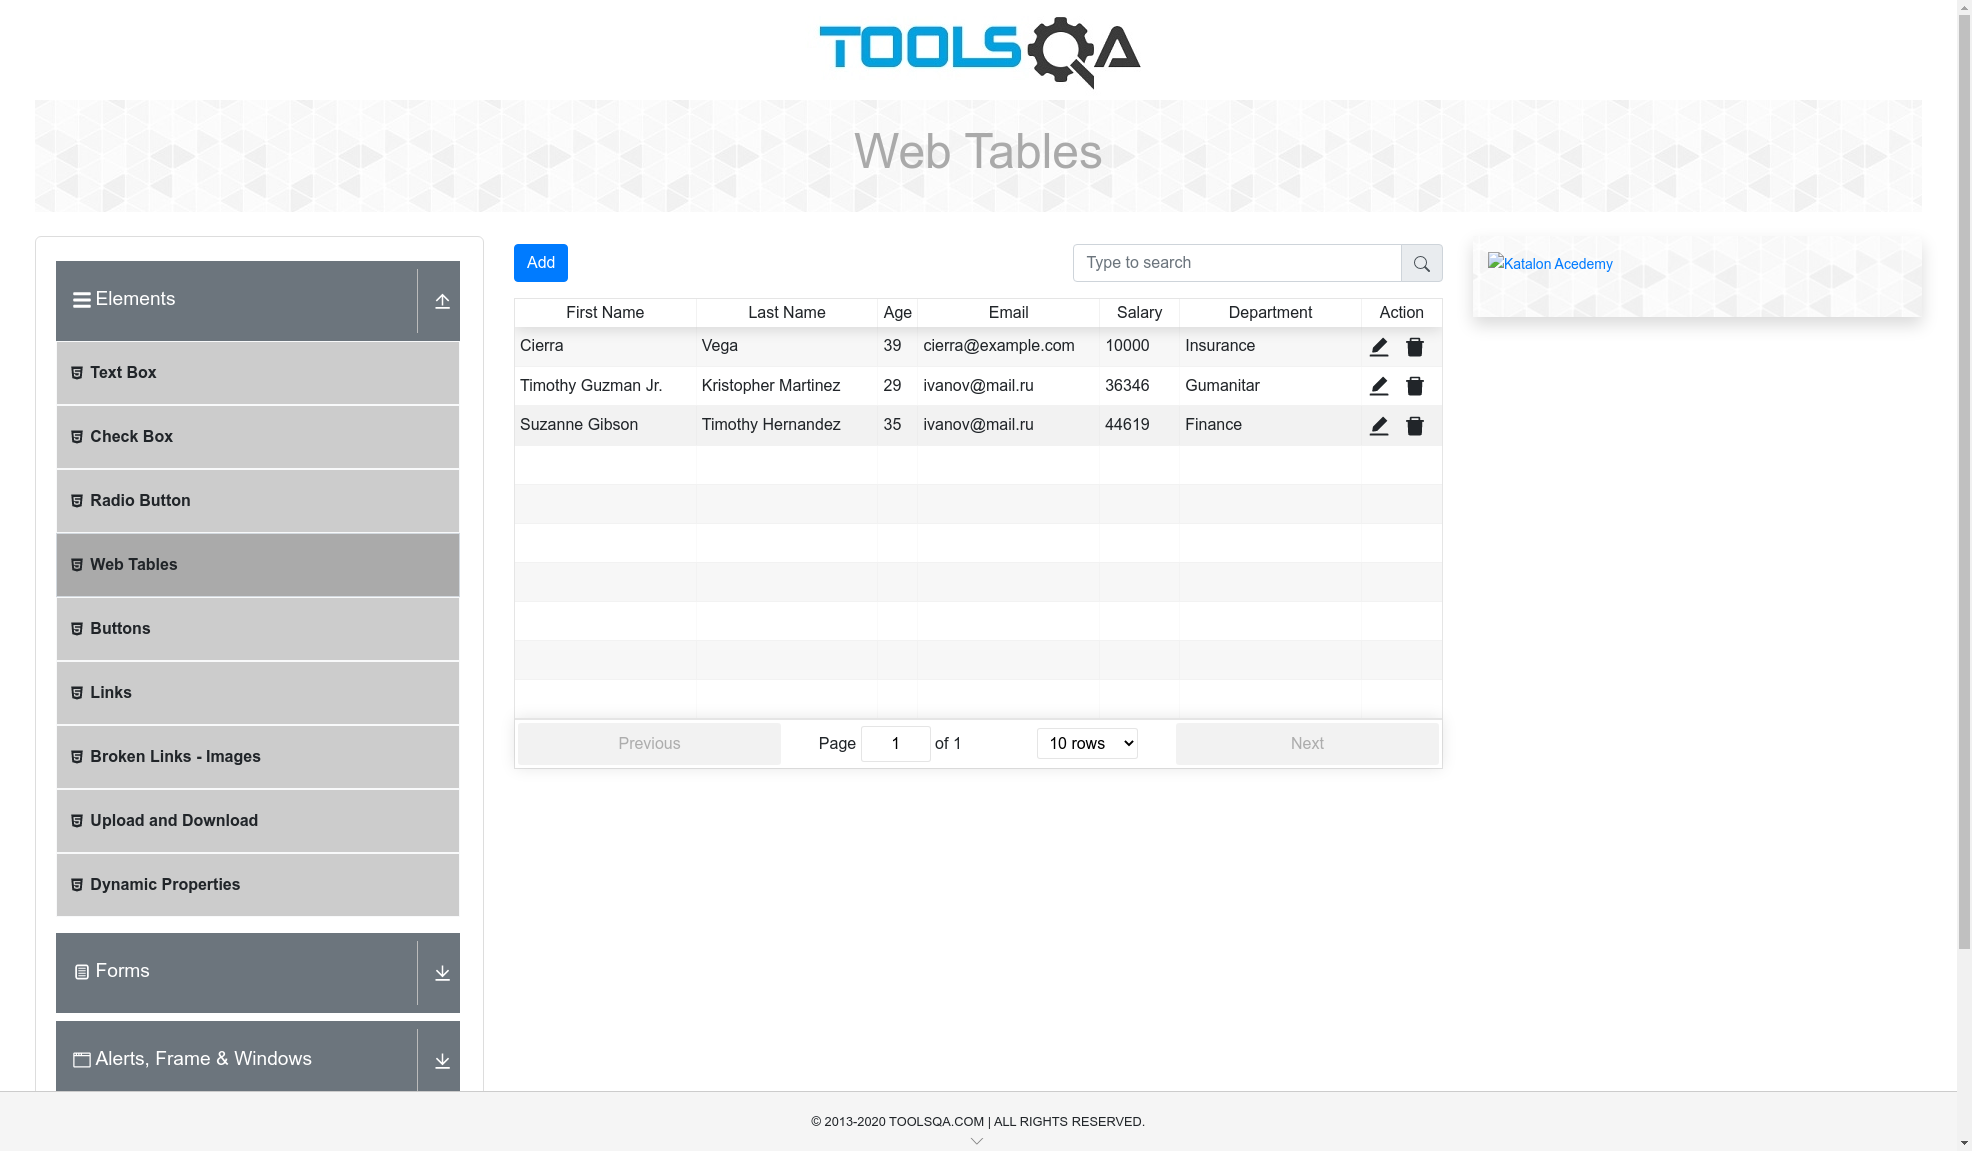 TOOLSQA
Web Tables
Elements
Text Box
Check Box
Radio Button
Web Tables
Buttons
Links
Broken Links - Images
Upload and Download
Dynamic Properties
Forms
Alerts, Frame & Windows
Add
Type to search
First Name Last Name Age Email Salary Department Action
Cierra Vega 39 cierra@example.com 10000 Insurance
Timothy Guzman Jr. Kristopher Martinez 29 ivanov@mail.ru 36346 Gumanitar
Suzanne Gibson Timothy Hernandez 35 ivanov@mail.ru 44619 Finance
Previous Page 1 of 1 10 rows Next
Katalon Acedemy
© 2013-2020 TOOLSQA.COM | ALL RIGHTS RESERVED.